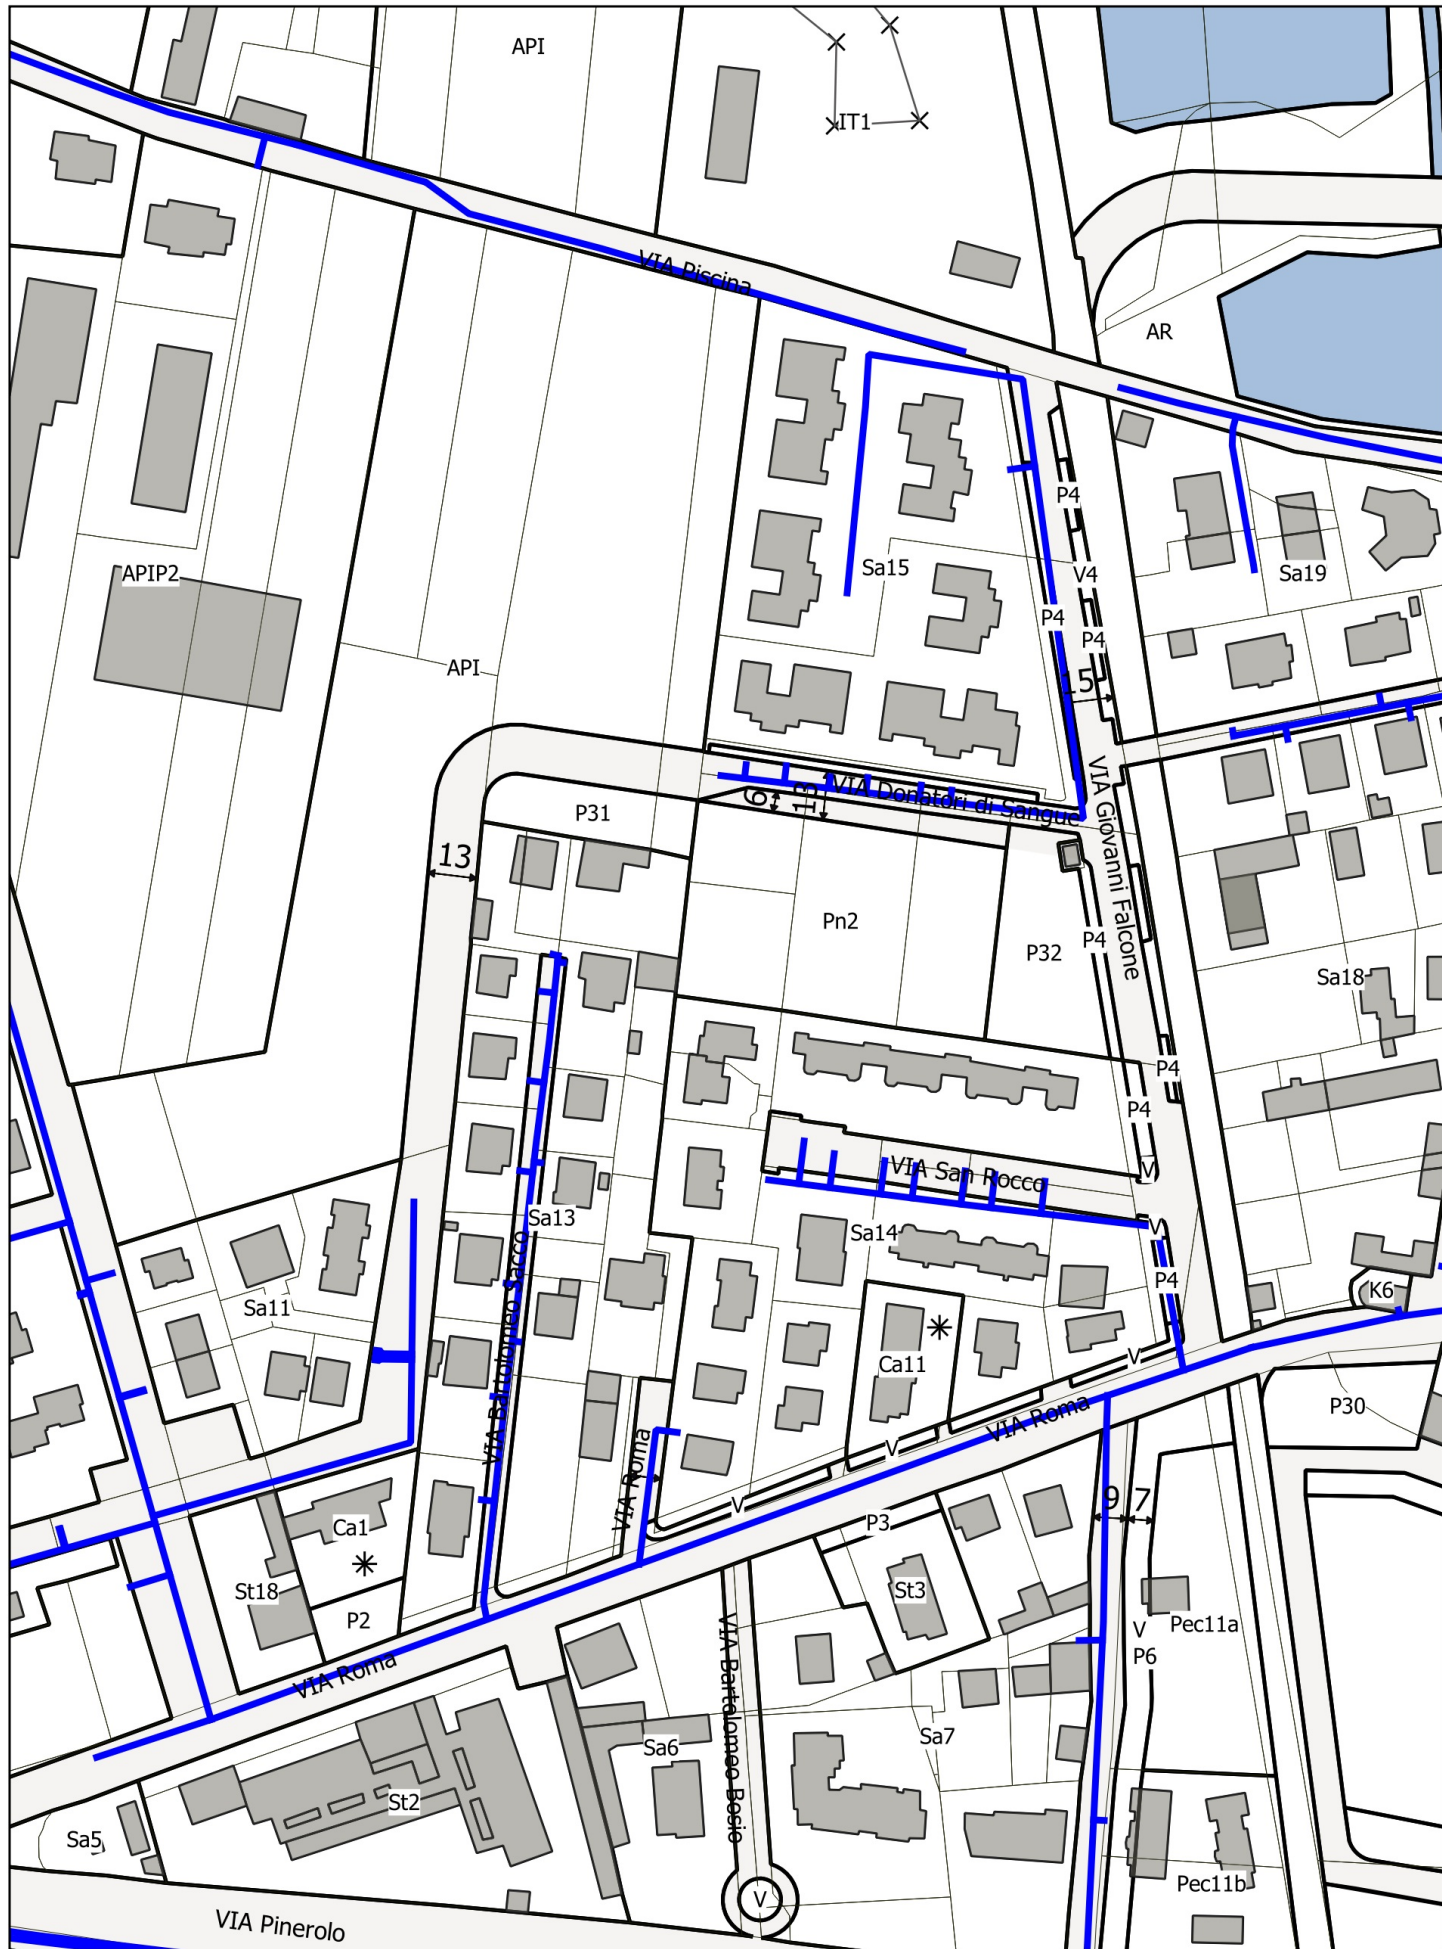 API
IT1
VIA Piscina
AR
P4
APIP2
Sa15
V4
Sa19
P4
P4
API
15
VIA Donatori di Sangue
6
13
P31
VIA Giovanni Falcone
13
Pn2
P4
P32
Sa18
P4
P4
V
VIA San Rocco
Sa13
V
Sa14
P4
K6
Sa11
VIA Bartolomeo Sacco
Ca11
V
P30
VIA Roma
V
VIA Roma
V
9
7
P3
Ca1
St18
St3
P2
V
Pec11a
P6
VIA Roma
VIA Bartolomeo Bosio
Sa7
Sa6
St2
Sa5
Pec11b
V
VIA Pinerolo